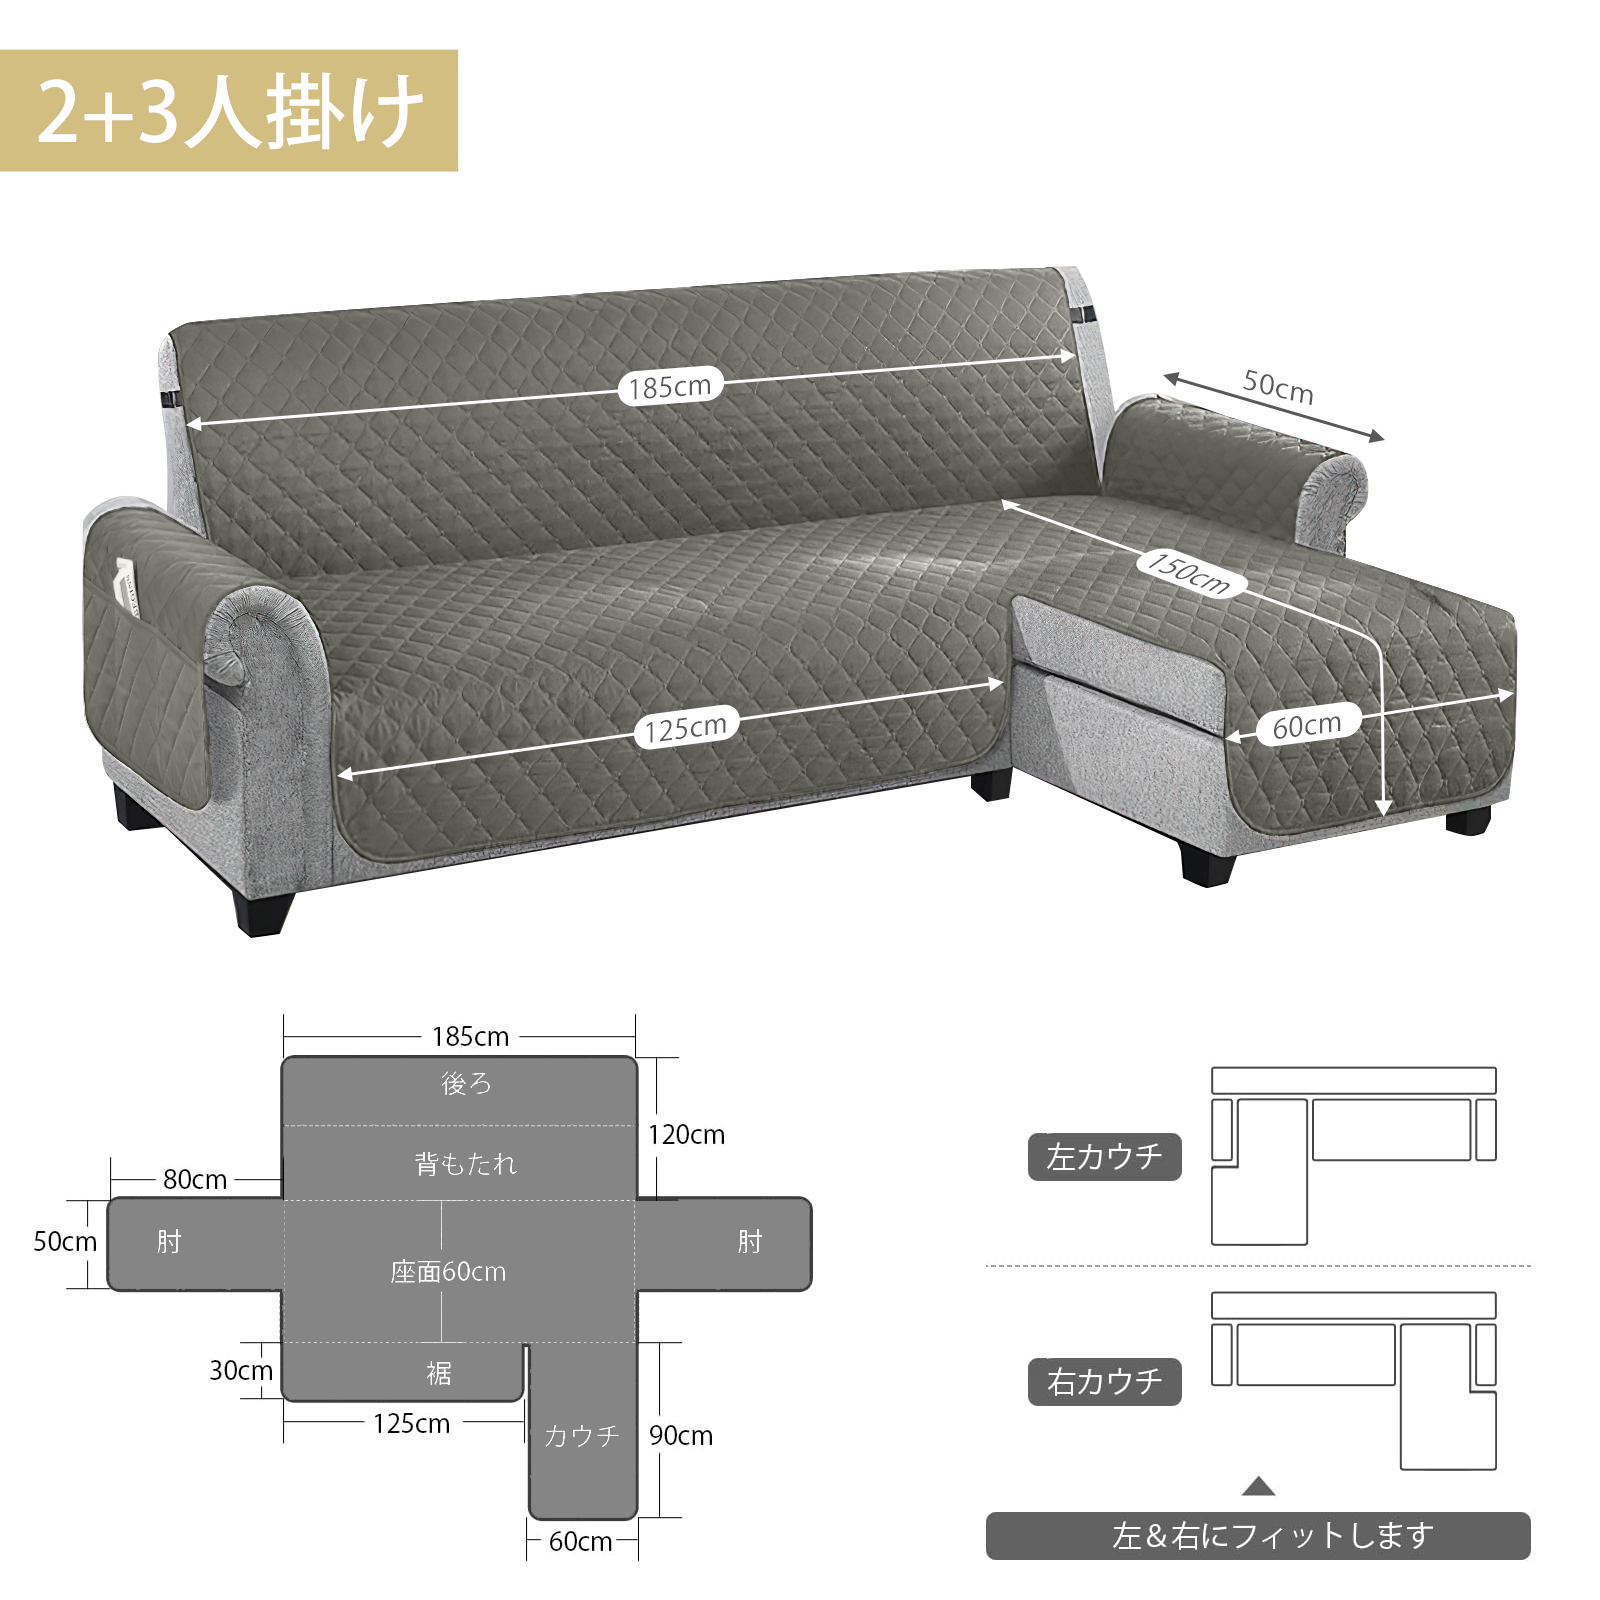 2+3人掛け
185cm
50cm
150cm
125cm
60cm
185cm
後ろ
120cm
背もたれ
80cm
50cm
肘
肘
座面60cm
30cm
裾
125cm
カウチ
90cm
60cm
左カウチ
右カウチ
左＆右にフィットします